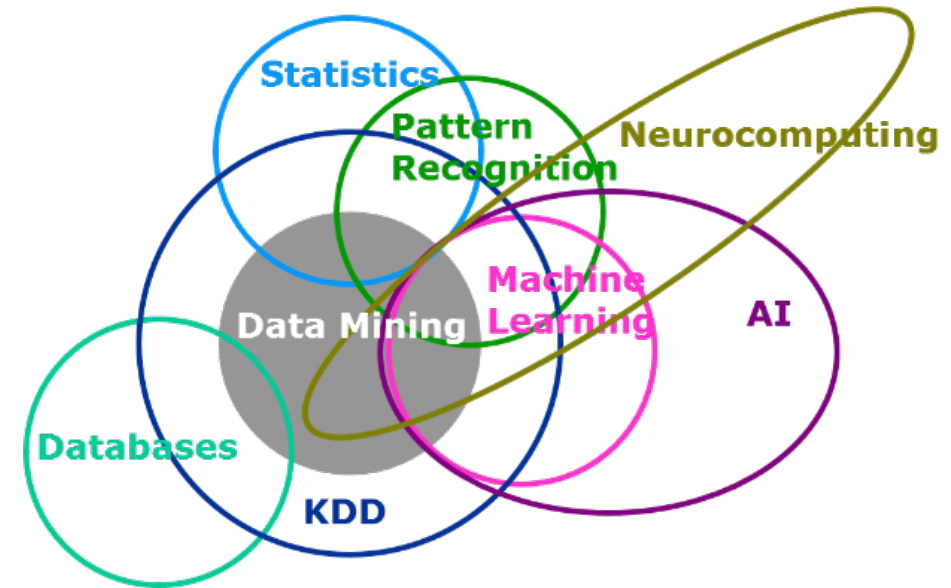 Statistics
Pattern
Recognition
Neurocomputing
Machine
Learning
AI
Data Mining
Databases
KDD